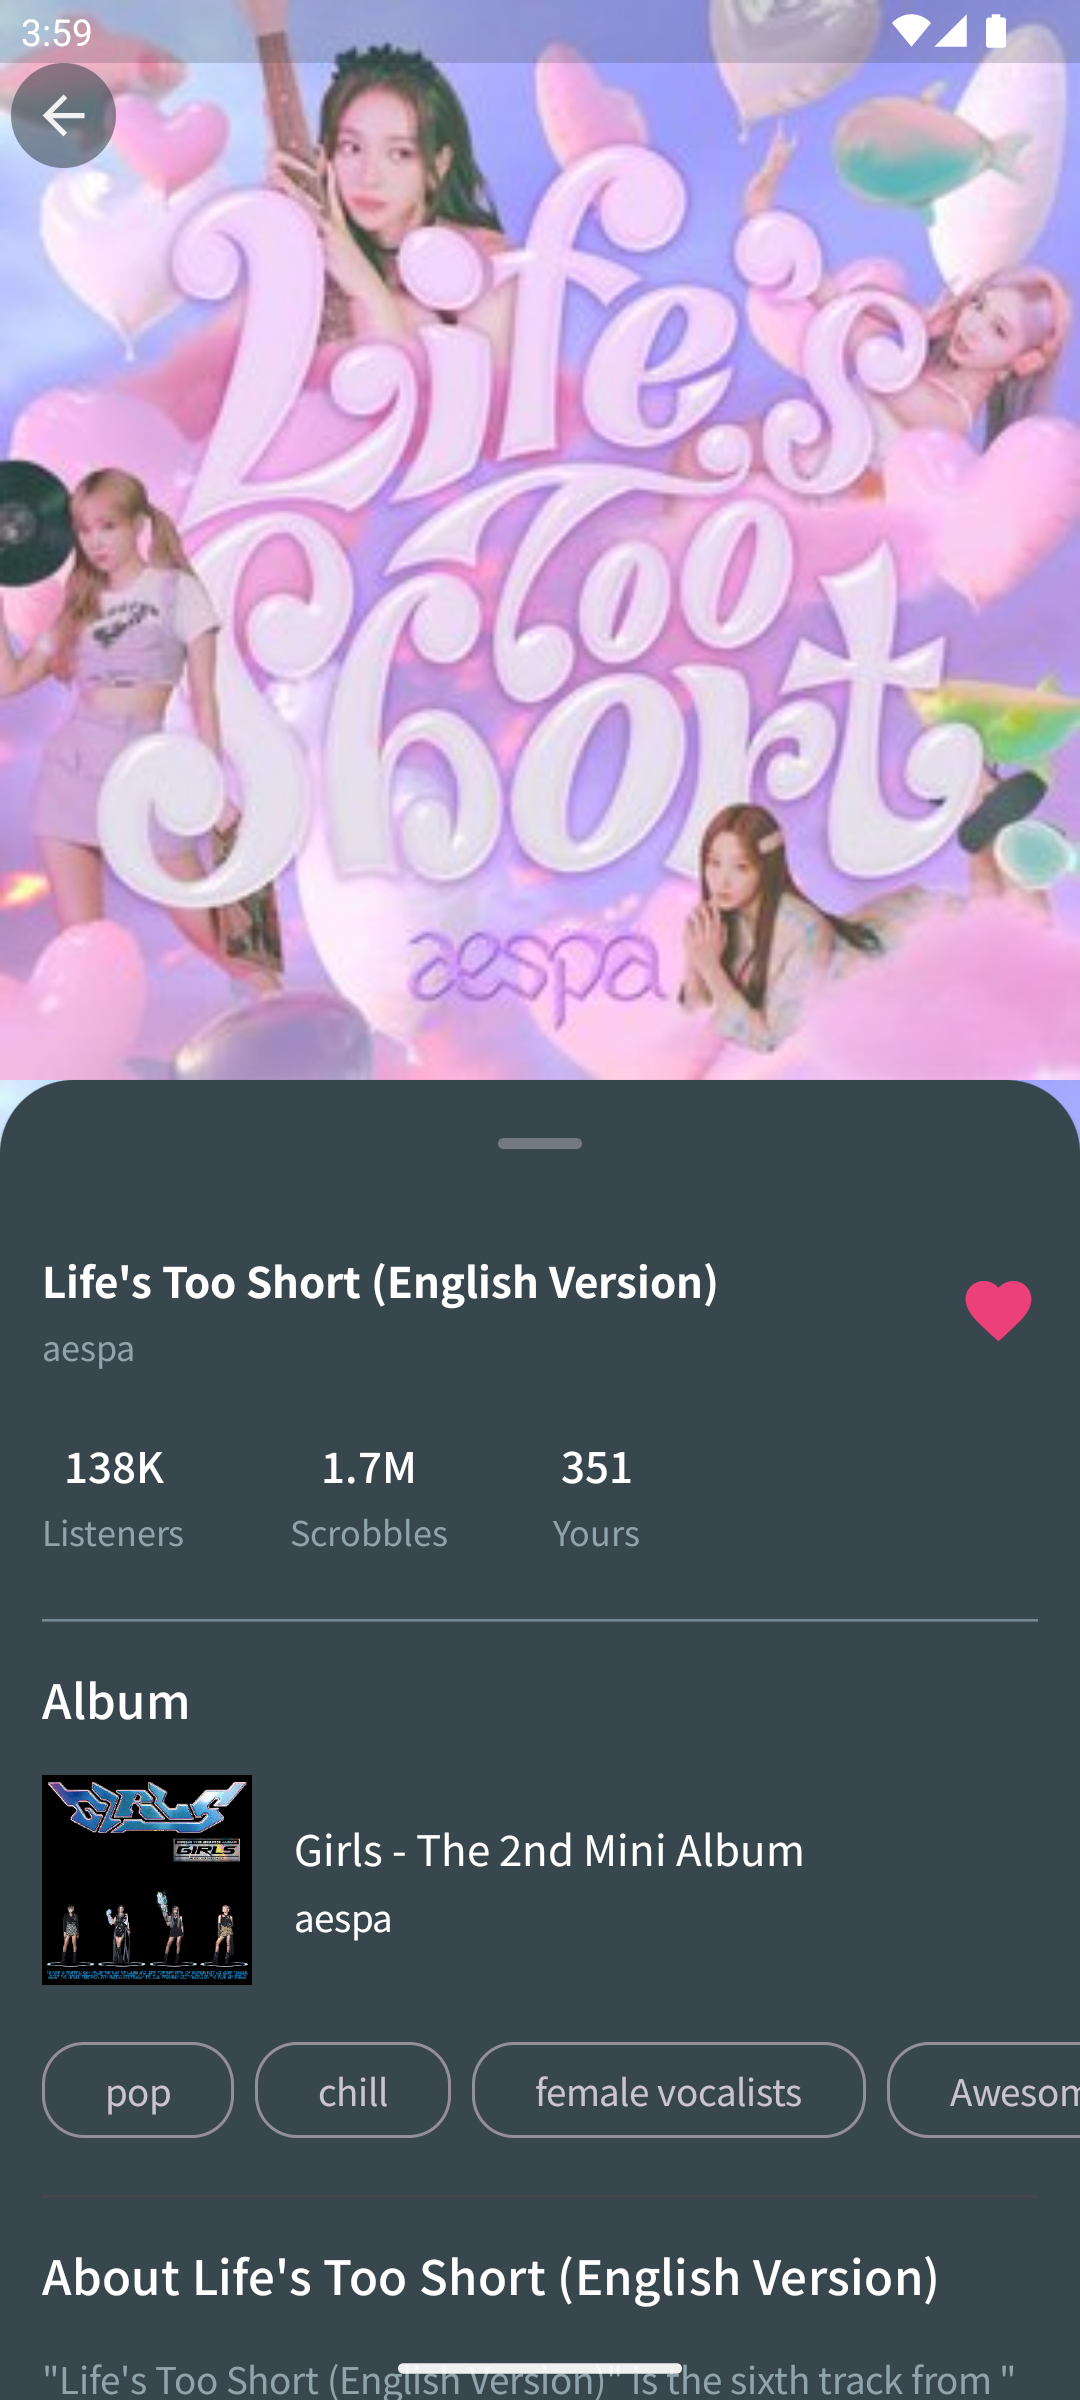 3:59
Life's
Too
Short
aespa
Life's Too Short (English Version)
aespa
138K
1.7M
351
Listeners
Scrobbles
Yours
Album
GIRLS
GIRLS
Girls - The 2nd Mini Album
aespa
pop
chill
female vocalists
Awesom
About Life's Too Short (English Version)
"Life's Too Short (English Version)" is the sixth track from "